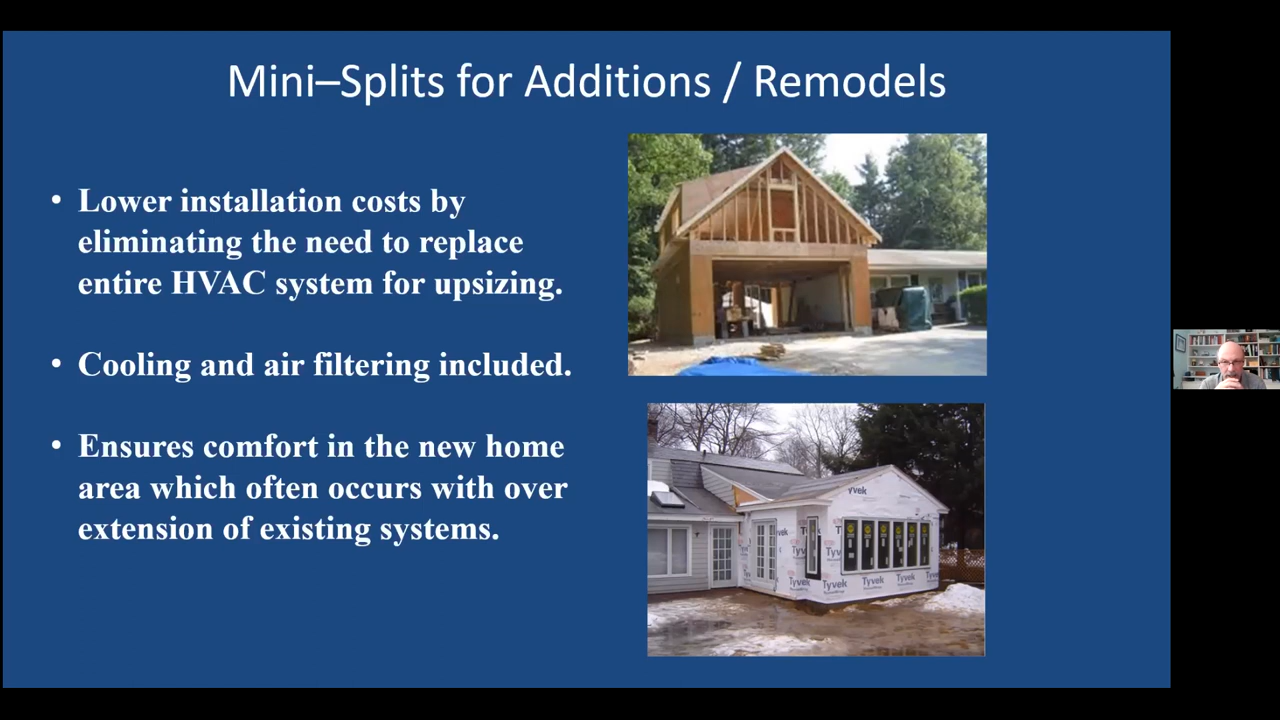 Mini–Splits for Additions / Remodels
• Lower installation costs by
eliminating the need to replace
entire HVAC system for upsizing.
• Cooling and air filtering included.
• Ensures comfort in the new home
area which often occurs with over
extension of existing systems.
Tyvek
Tyvek
Tyvek
Tyvek
Tyvek